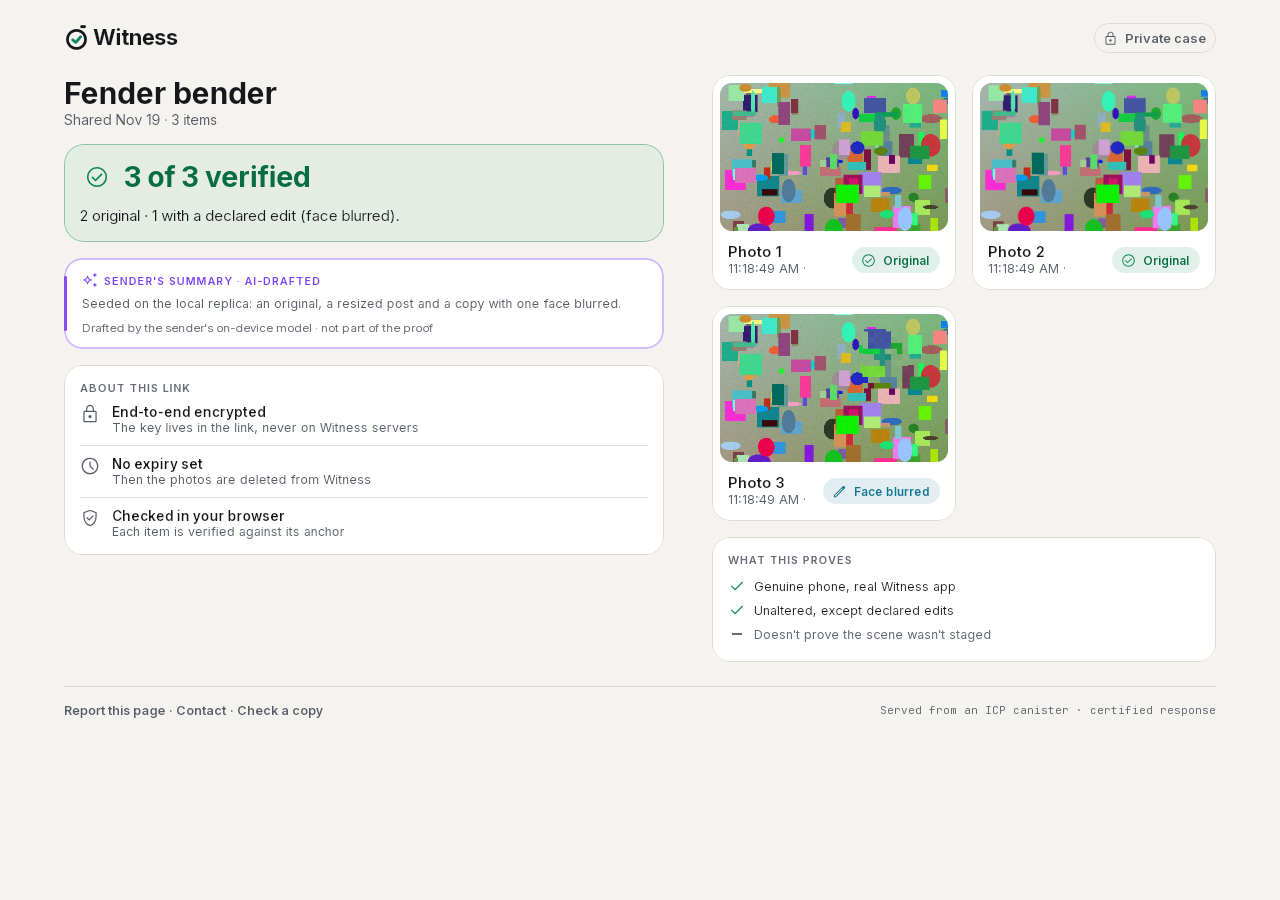 Witness
Private case
Fender bender
Shared Nov 19 · 3 items
3 of 3 verified
2 original · 1 with a declared edit (face blurred).
SENDER'S SUMMARY · AI-DRAFTED
Seeded on the local replica: an original, a resized post and a copy with one face blurred.
Drafted by the sender's on-device model · not part of the proof
ABOUT THIS LINK
End-to-end encrypted
The key lives in the link, never on Witness servers
No expiry set
Then the photos are deleted from Witness
Checked in your browser
Each item is verified against its anchor
Photo 1
11:18:49 AM ·
Original
Photo 2
11:18:49 AM ·
Original
Photo 3
11:18:49 AM ·
Face blurred
WHAT THIS PROVES
Genuine phone, real Witness app
Unaltered, except declared edits
Doesn't prove the scene wasn't staged
Report this page · Contact · Check a copy
Served from an ICP canister · certified response